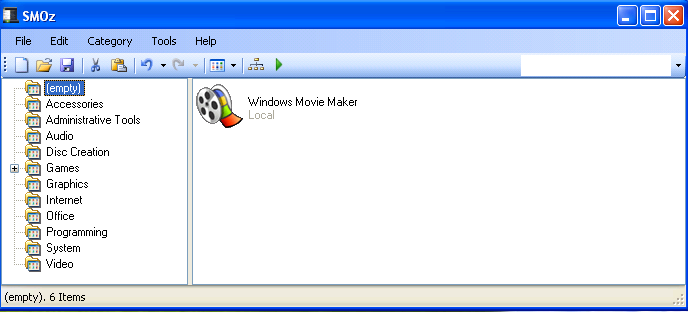 SMOz
File Edit Category Tools Help
(empty)
Accessories
Administrative Tools
Audio
Disc Creation
Games
Graphics
Internet
Office
Programming
System
Video
Windows Movie Maker
Local
(empty). 6 Items